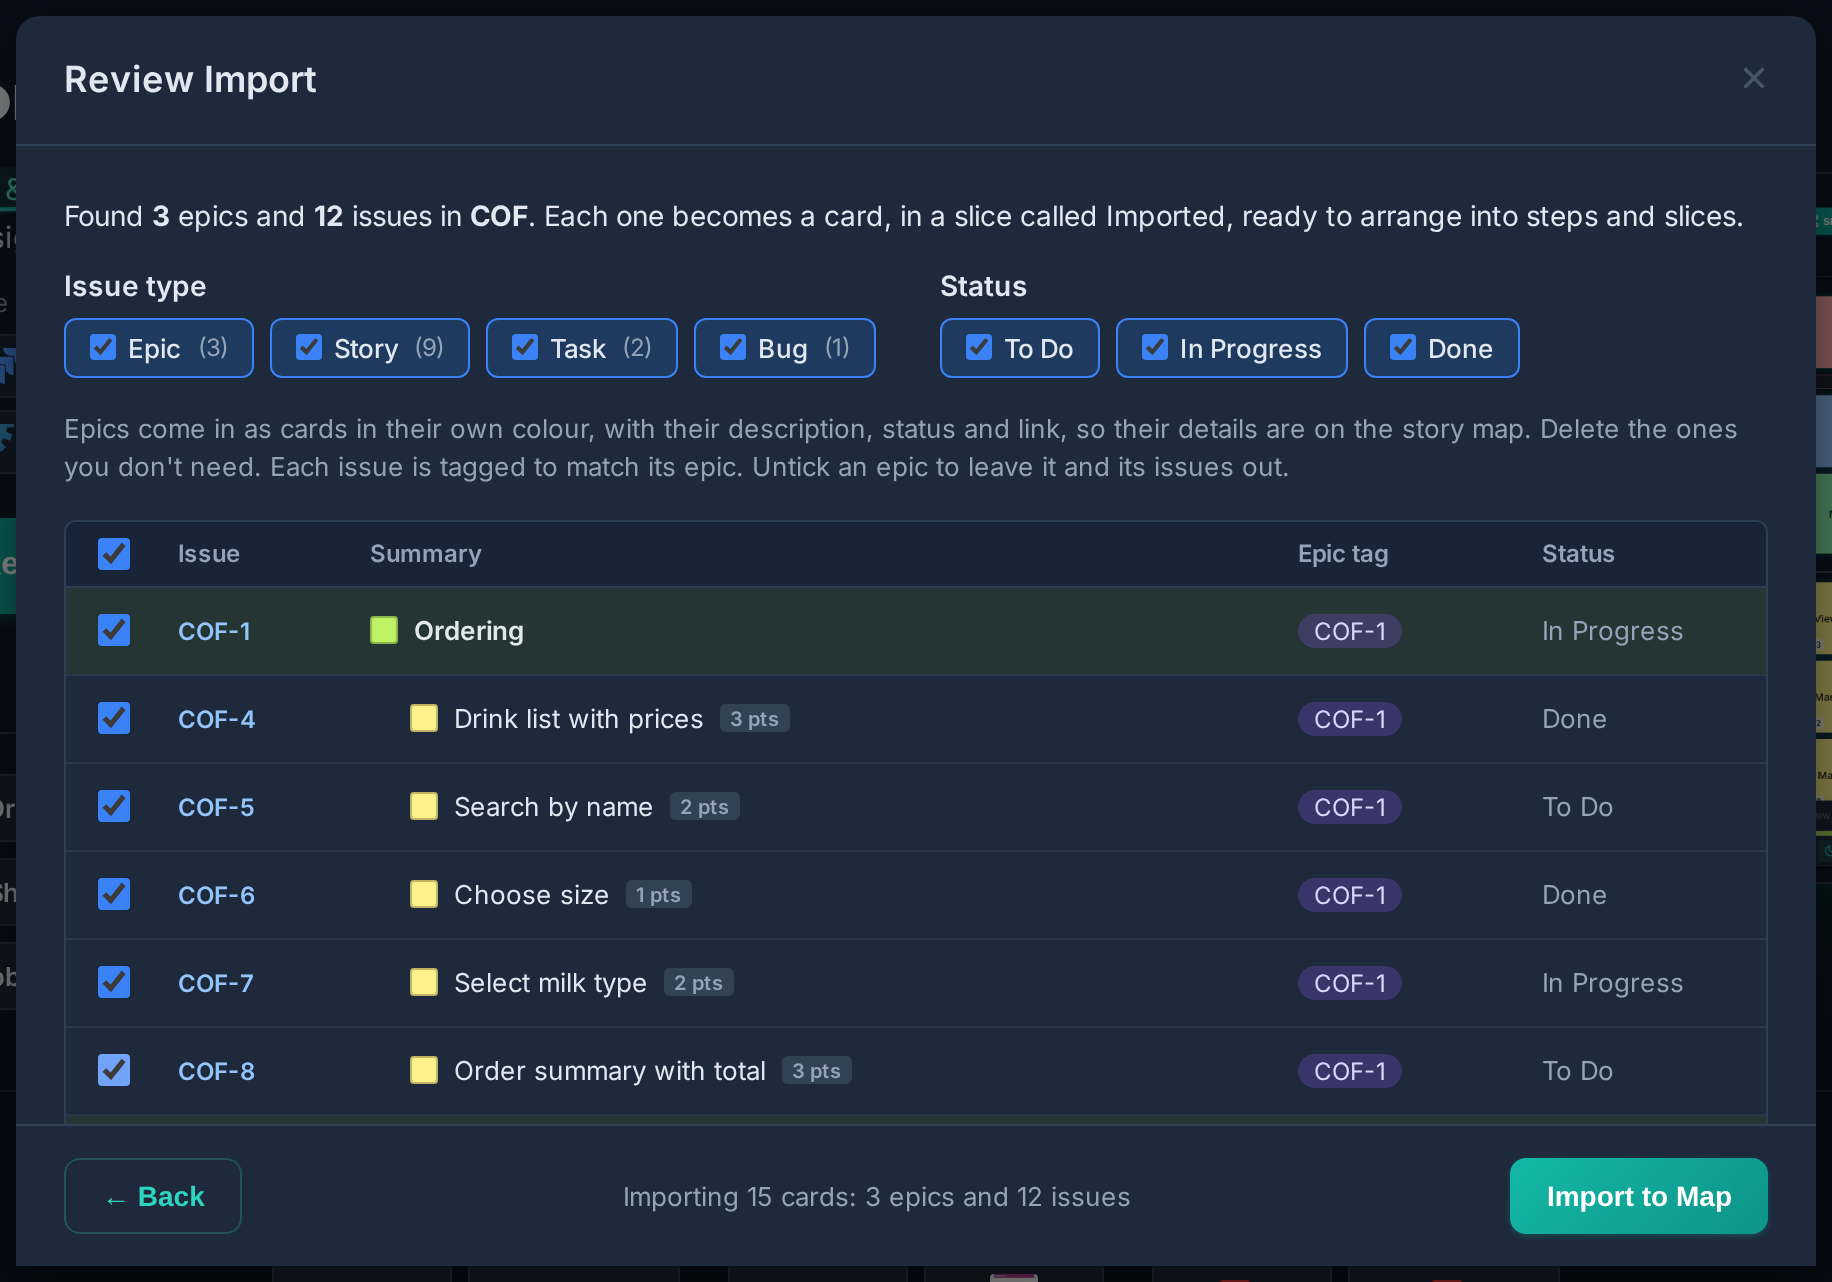 Review Import
Found 3 epics and 12 issues in COF. Each one becomes a card, in a slice called Imported, ready to arrange into steps and slices.
Issue type
Status
Epic (3) Story (9) Task (2) Bug (1) To Do In Progress Done
Epics come in as cards in their own colour, with their description, status and link, so their details are on the story map. Delete the ones
you don't need. Each issue is tagged to match its epic. Untick an epic to leave it and its issues out.
Issue Summary Epic tag Status
COF-1 Ordering COF-1 In Progress
COF-4 Drink list with prices 3 pts COF-1 Done
COF-5 Search by name 2 pts COF-1 To Do
COF-6 Choose size 1 pts COF-1 Done
COF-7 Select milk type 2 pts COF-1 In Progress
COF-8 Order summary with total 3 pts COF-1 To Do
← Back
Importing 15 cards: 3 epics and 12 issues
Import to Map